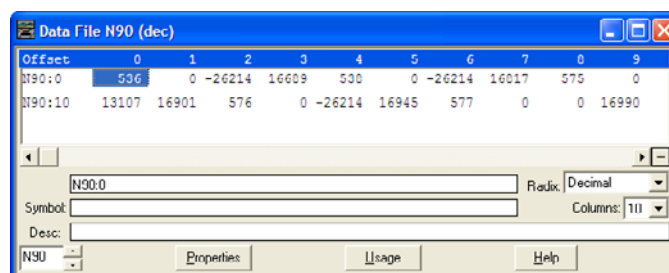 Data File N90 (dec)
Offset 0 1 2 3 4 5 6 7 8 9
N90:0 536 0 -26214 16689 538 0 -26214 16817 575 0
N90:10 13107 16901 576 0 -26214 16945 577 0 0 16990
N90:0 Radix: Decimal
Symbol: Columns: 10
Desc:
N90 Properties Usage Help